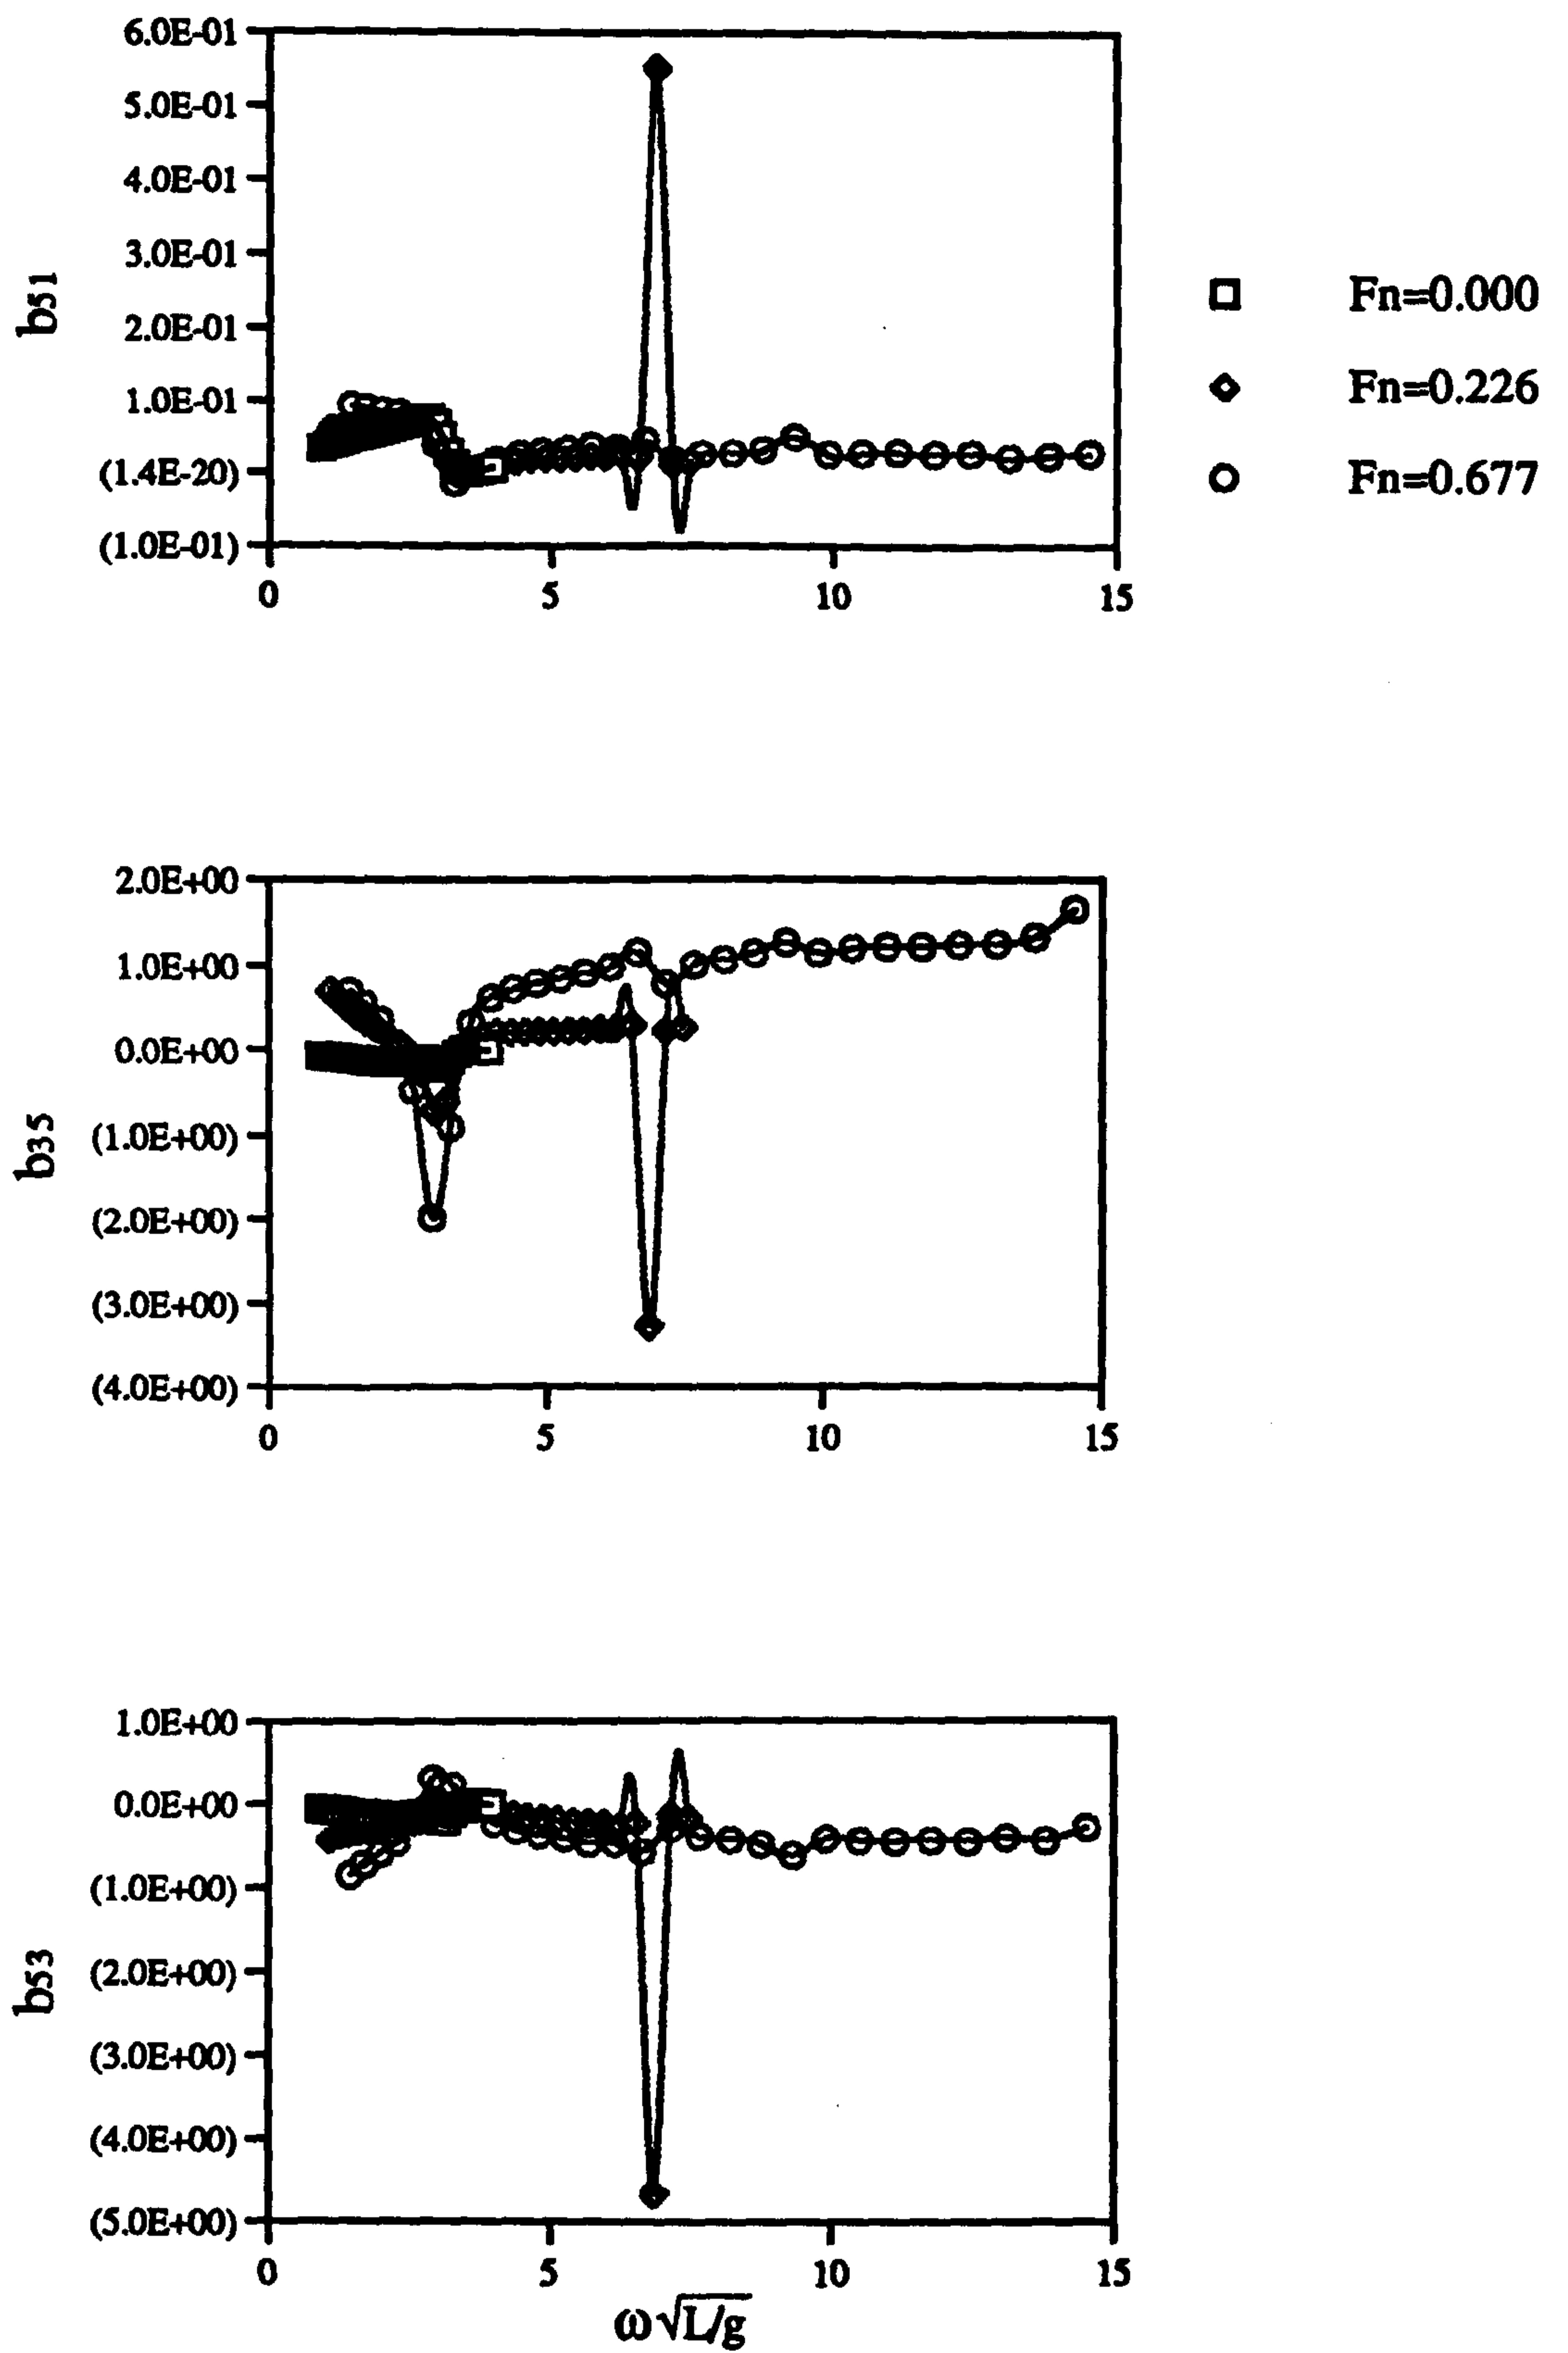 6.0E-01
5.0E-01
4.0E-01
3.0E-01
2.0E-01
1.0E-01
(1.4E-20)
(1.0E-01)
b51
0 5 10 15
Fn=0.000
Fn=0.226
Fn=0.677
2.0E+00
1.0E+00
0.0E+00
(1.0E+00)
(2.0E+00)
(3.0E+00)
(4.0E+00)
b35
0 5 10 15
1.0E+00
0.0E+00
(1.0E+00)
(2.0E+00)
(3.0E+00)
(4.0E+00)
(5.0E+00)
b53
0 5 10 15
ω√L/g